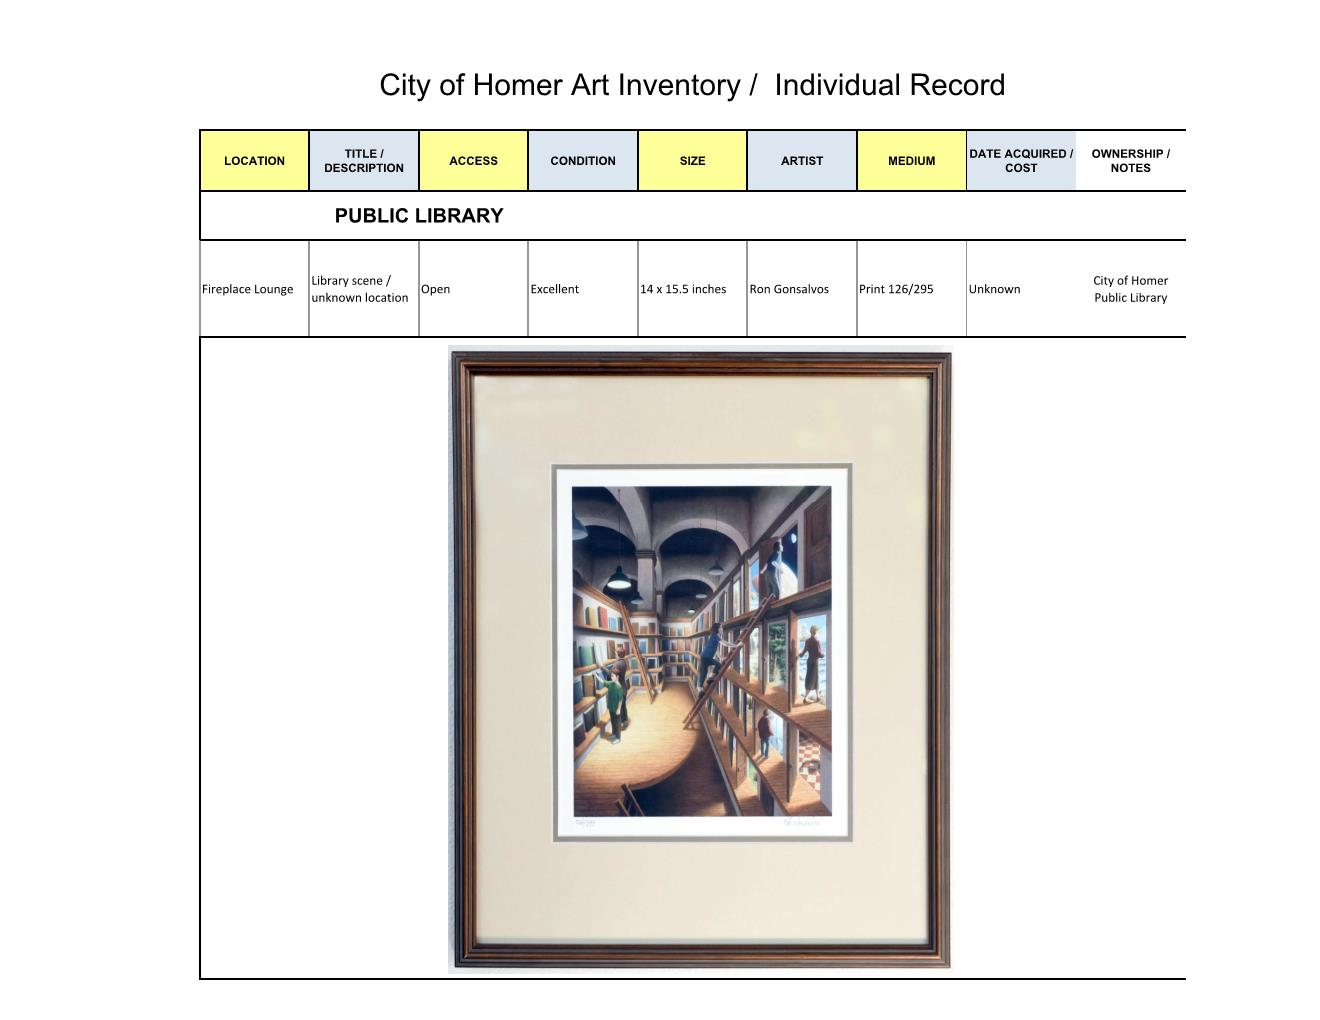 City of Homer Art Inventory /  Individual Record
LOCATION
TITLE /
DESCRIPTION
ACCESS
CONDITION
SIZE
ARTIST
MEDIUM
DATE ACQUIRED /
COST
OWNERSHIP /
NOTES
PUBLIC LIBRARY
Fireplace Lounge
Library scene /
unknown location
Open
Excellent
14 x 15.5 inches
Ron Gonsalvos
Print 126/295
Unknown
City of Homer
Public Library